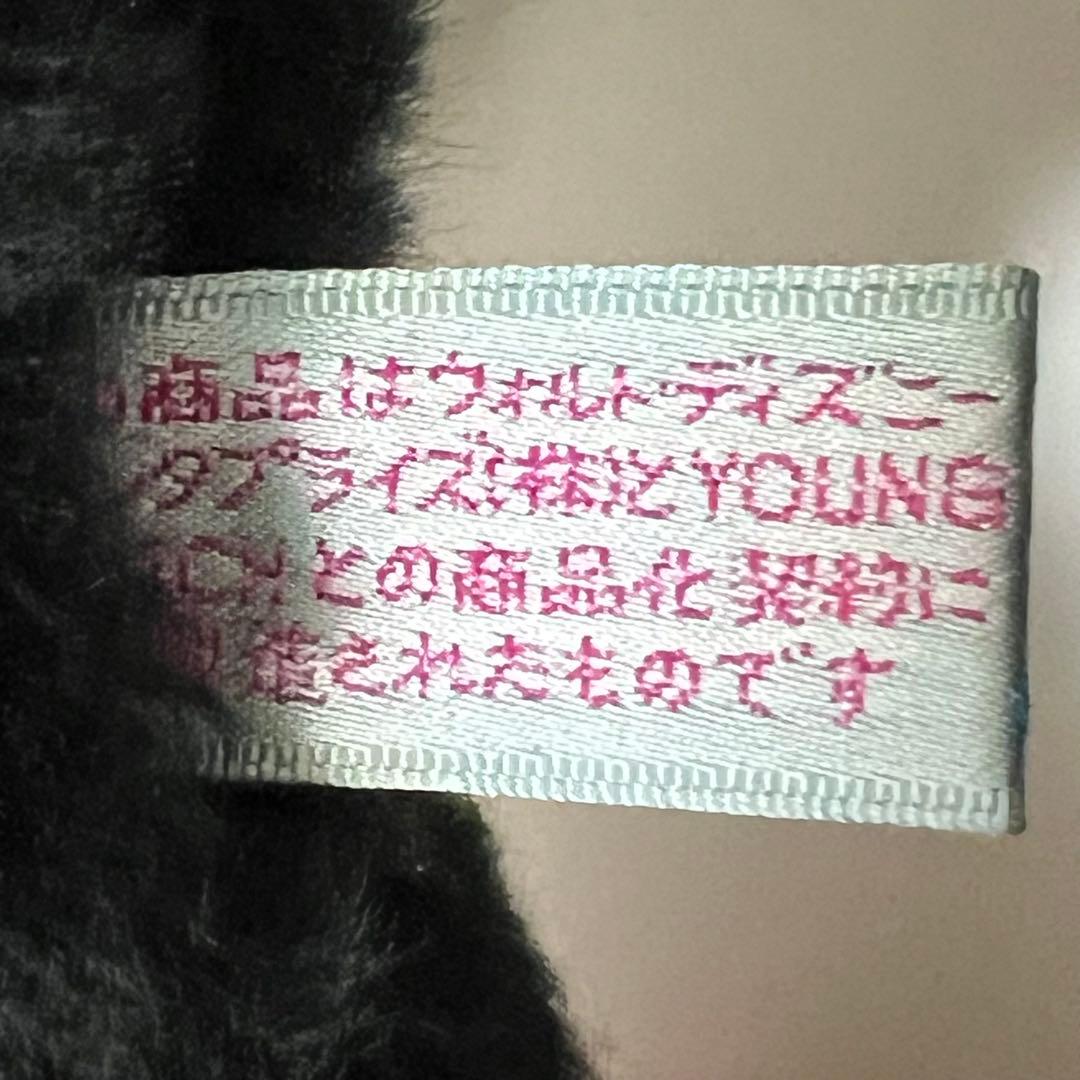 商品はウォルトディズニー
タプライズ(株)とYOUNG
との商品化契約に
造されたものです